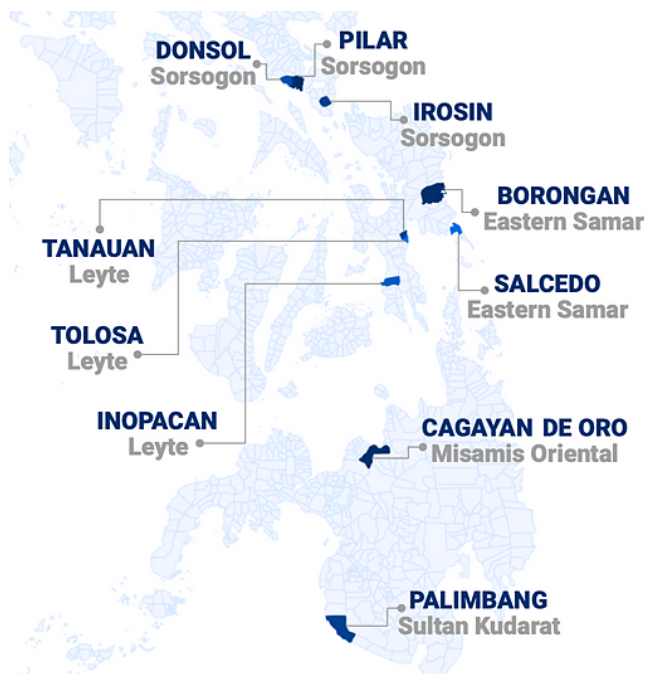 DONSOL
Sorsogon
PILAR
Sorsogon
IROSIN
Sorsogon
BORONGAN
Eastern Samar
TANAUAN
Leyte
SALCEDO
Eastern Samar
TOLOSA
Leyte
INOPACAN
Leyte
CAGAYAN DE ORO
Misamis Oriental
PALIMBANG
Sultan Kudarat